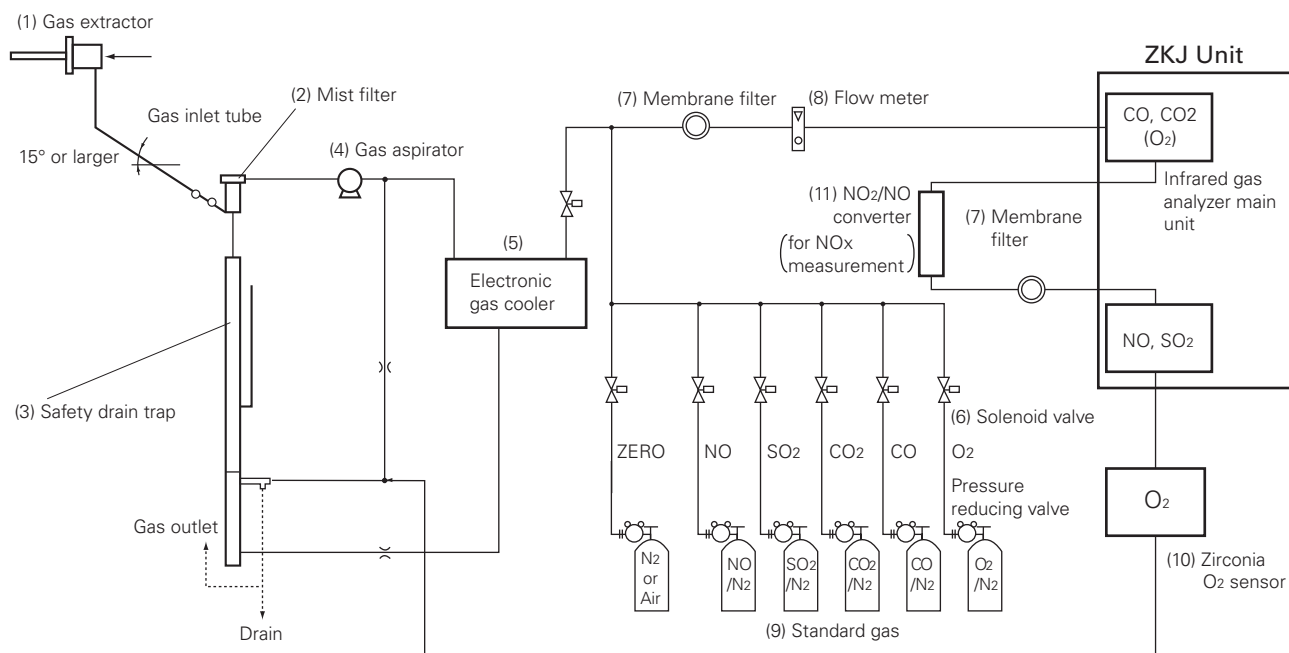 (1) Gas extractor
Gas inlet tube
15° or larger
(2) Mist filter
(3) Safety drain trap
(4) Gas aspirator
(5)
Electronic
gas cooler
Gas outlet
Drain
(7) Membrane filter
(8) Flow meter
ZKJ Unit
CO, CO2
(O2)
Infrared gas
analyzer main
unit
(11) NO2/NO
converter
(for NOx
measurement)
(7) Membrane
filter
NO, SO2
(6) Solenoid valve
ZERO
NO
SO2
CO2
CO
O2
Pressure
reducing valve
N2
or
Air
NO
/N2
SO2
/N2
CO2
/N2
CO
/N2
O2
/N2
(9) Standard gas
O2
(10) Zirconia
O2 sensor